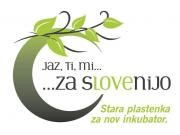 Jaz, Ti, mi...
...za sLOVEnijo
Stara plastenka
za nov inkubator.